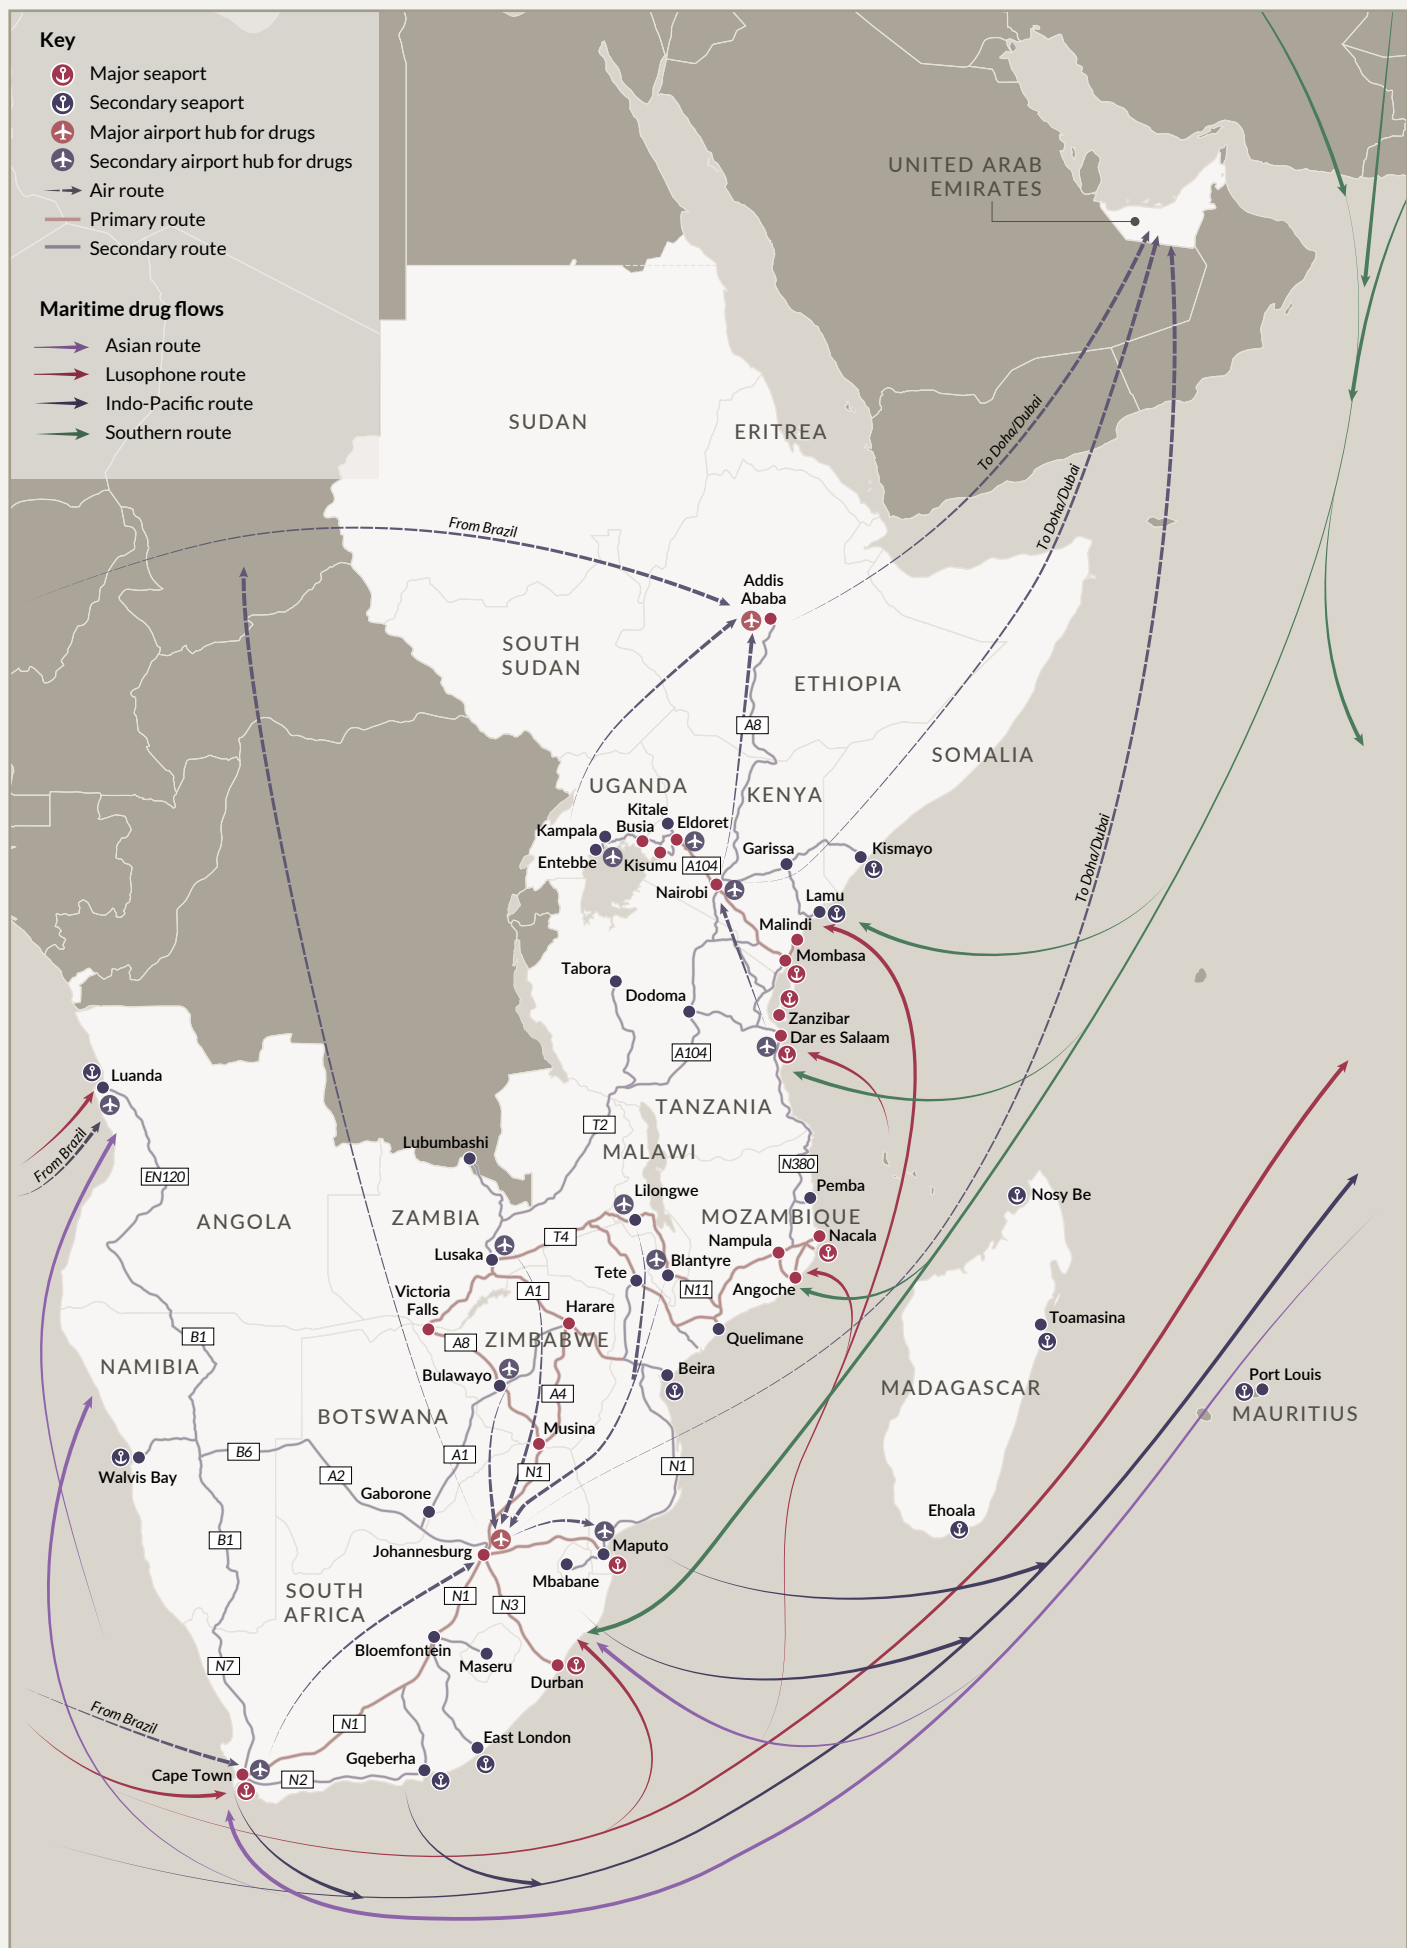 Key
Major seaport
Secondary seaport
Major airport hub for drugs
Secondary airport hub for drugs
Air route
Primary route
Secondary route
Maritime drug flows
Asian route
Lusophone route
Indo-Pacific route
Southern route
UNITED ARAB
EMIRATES
SUDAN
ERITREA
To Doha/Dubai
To Doha/Dubai
From Brazil
Addis
Ababa
SOUTH
SUDAN
ETHIOPIA
A8
SOMALIA
UGANDA
KENYA
Kitale
Kampala
Busia
Eldoret
Entebbe
Kisumu
A104
Garissa
Kismayo
Nairobi
Lamu
To Doha/Dubai
Malindi
Mombasa
Tabora
Dodoma
Zanzibar
Dar es Salaam
A104
Luanda
TANZANIA
T2
From Brazil
Lubumbashi
MALAWI
EN120
N380
Lilongwe
Pemba
Nosy Be
ANGOLA
ZAMBIA
MOZAMBIQUE
T4
Nampula
Nacala
Lusaka
Blantyre
Tete
Victoria
Falls
A1
N11
Angoche
Harare
Toamasina
B1
A8
ZIMBABWE
Quelimane
NAMIBIA
Bulawayo
Beira
Port Louis
MADAGASCAR
A4
MAURITIUS
BOTSWANA
Musina
B6
A1
Walvis Bay
A2
N1
N1
Gaborone
Ehoala
B1
Johannesburg
Maputo
Mbabane
SOUTH
AFRICA
N1
N3
Bloemfontein
N7
Maseru
Durban
From Brazil
N1
East London
Gqeberha
Cape Town
N2